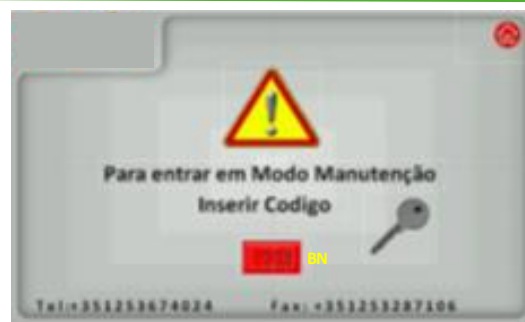 Para entrar em Modo Manutenção
Inserir Codigo
BN
Tel:+351253674024 Fax: +351253287106